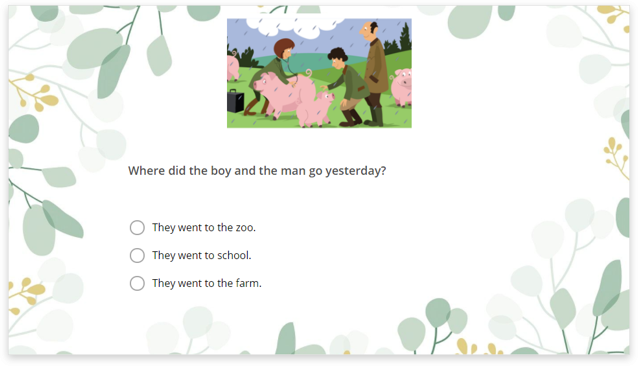 Where did the boy and the man go yesterday?
They went to the zoo.
They went to school.
They went to the farm.